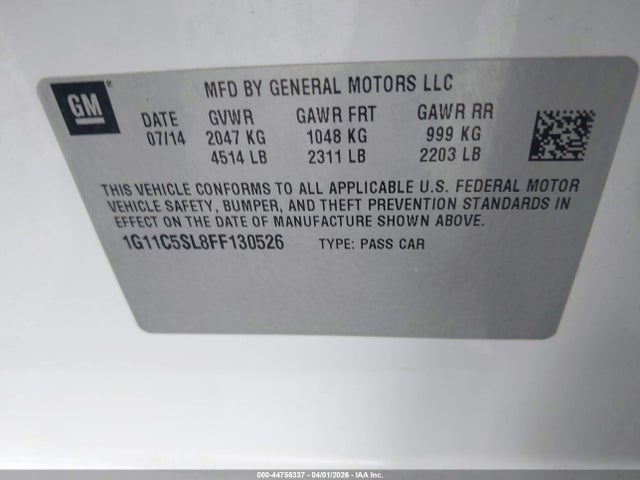 GM
MFD BY GENERAL MOTORS LLC
DATE GVWR GAWR FRT GAWR RR
07/14 2047 KG 1048 KG 999 KG
4514 LB 2311 LB 2203 LB
THIS VEHICLE CONFORMS TO ALL APPLICABLE U.S. FEDERAL MOTOR
VEHICLE SAFETY, BUMPER, AND THEFT PREVENTION STANDARDS IN
EFFECT ON THE DATE OF MANUFACTURE SHOWN ABOVE.
1G11C5SL8FF130526 TYPE: PASS CAR
000-44756337 - 04/01/2026 - IAA Inc.